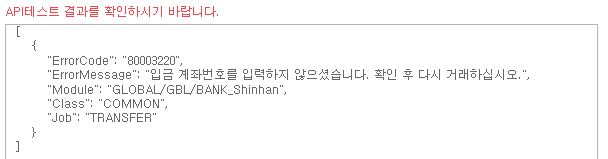 API테스트 결과를 확인하시기 바랍니다.
[
{
"ErrorCode": "80003220",
"ErrorMessage": "입금 계좌번호를 입력하지 않으셨습니다. 확인 후 다시 거래하십시오.",
"Module": "GLOBAL/GBL/BANK_Shinhan",
"Class": "COMMON",
"Job": "TRANSFER"
}
]